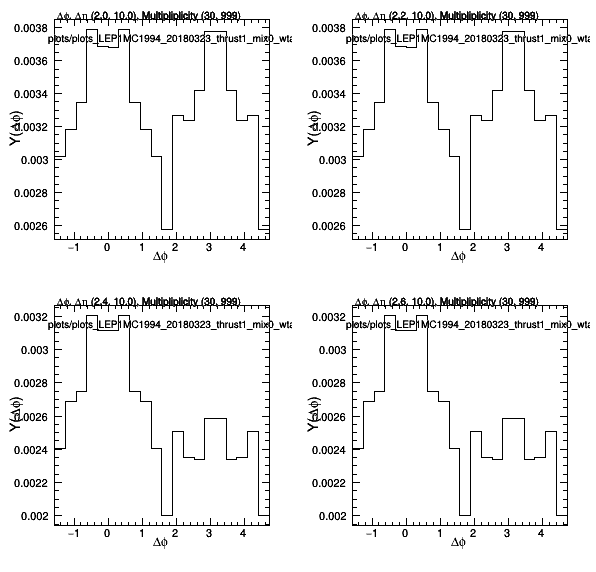 Δϕ, Δη (2.0, 10.0), Multipliplicity (30, 999)
plots/plots_LEP1MC1994_20180323_thrust1_mix0_wta
Y(Δϕ)
0.0038
0.0036
0.0034
0.0032
0.003
0.0028
0.0026
−1 0 1 2 3 4
Δϕ
Δϕ, Δη (2.2, 10.0), Multipliplicity (30, 999)
plots/plots_LEP1MC1994_20180323_thrust1_mix0_wta
Y(Δϕ)
0.0038
0.0036
0.0034
0.0032
0.003
0.0028
0.0026
−1 0 1 2 3 4
Δϕ
Δϕ, Δη (2.4, 10.0), Multipliplicity (30, 999)
plots/plots_LEP1MC1994_20180323_thrust1_mix0_wta
Y(Δϕ)
0.0032
0.003
0.0028
0.0026
0.0024
0.0022
0.002
−1 0 1 2 3 4
Δϕ
Δϕ, Δη (2.6, 10.0), Multipliplicity (30, 999)
plots/plots_LEP1MC1994_20180323_thrust1_mix0_wta
Y(Δϕ)
0.0032
0.003
0.0028
0.0026
0.0024
0.0022
0.002
−1 0 1 2 3 4
Δϕ